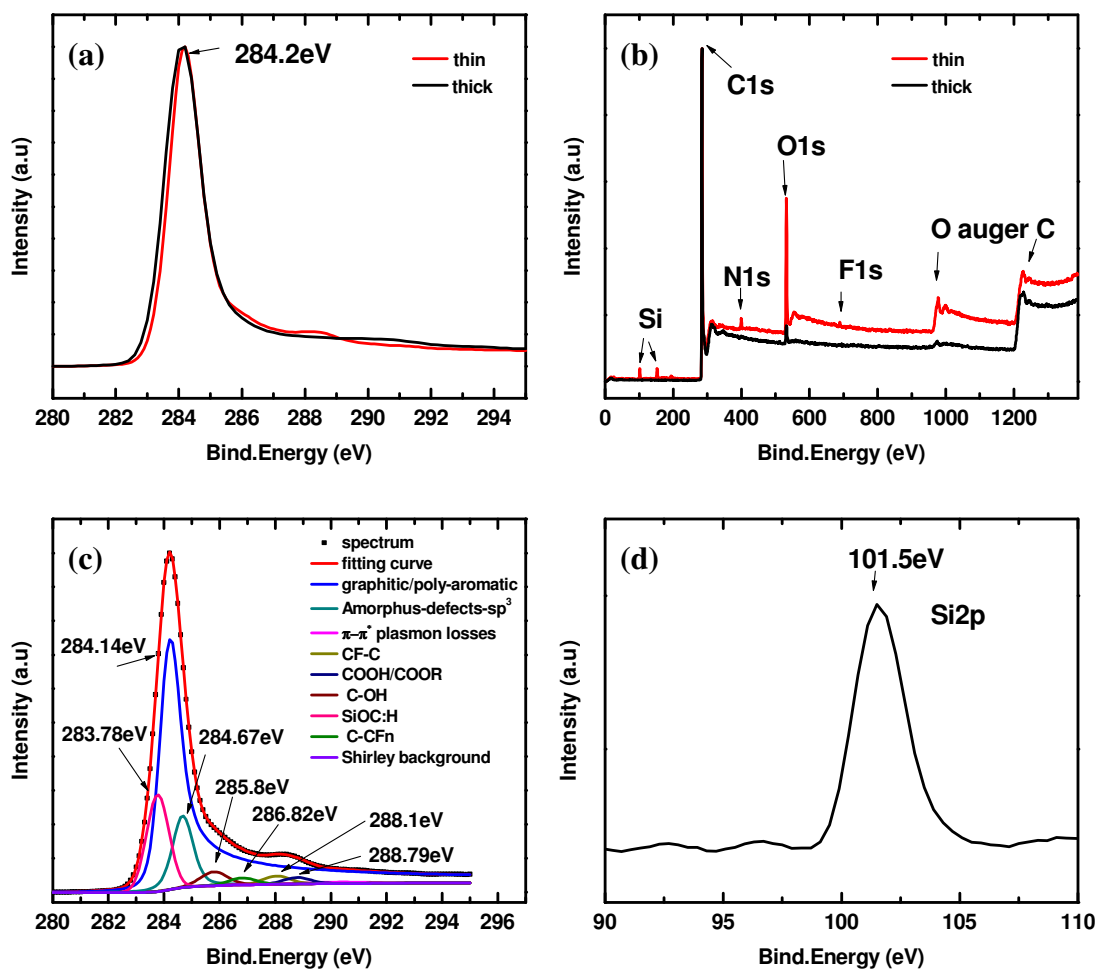 (a)
284.2eV
thin
thick
Intensity (a.u)
280 282 284 286 288 290 292 294
Bind.Energy (eV)
(b)
thin
thick
C1s
O1s
O auger C
N1s
F1s
Si
Intensity (a.u)
0 200 400 600 800 1000 1200
Bind.Energy (eV)
(c)
spectrum
fitting curve
graphitic/poly-aromatic
Amorphus-defects-sp³
π–π* plasmon losses
CF-C
COOH/COOR
C-OH
SiOC:H
C-CFn
Shirley background
284.14eV
283.78eV
284.67eV
285.8eV
286.82eV
288.1eV
288.79eV
Intensity (a.u)
280 282 284 286 288 290 292 294 296
Bind.Energy (eV)
(d)
101.5eV
Si2p
Intensity (a.u)
90 95 100 105 110
Bind.Energy (eV)